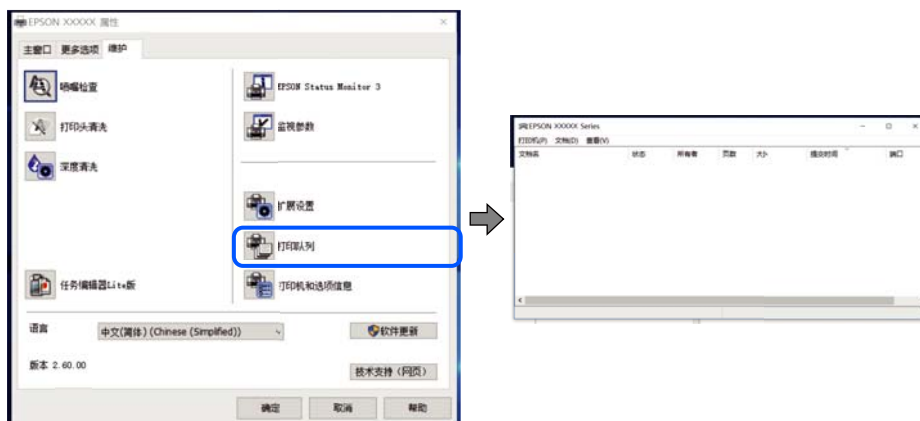 EPSON XXXXX 属性
主窗口 更多选项 维护
喷嘴检查
打印头清洗
深度清洗
任务编辑器Lite版
EPSON Status Monitor 3
监视参数
扩展设置
打印队列
打印机和选项信息
语言 中文(简体) (Chinese (Simplified)) 软件更新
版本 2.60.00
技术支持(网页)
确定 取消 帮助
EPSON XXXXX Series
打印机(P) 文档(D) 查看(V)
文档名 状态 所有者 页数 大小 提交时间 端口